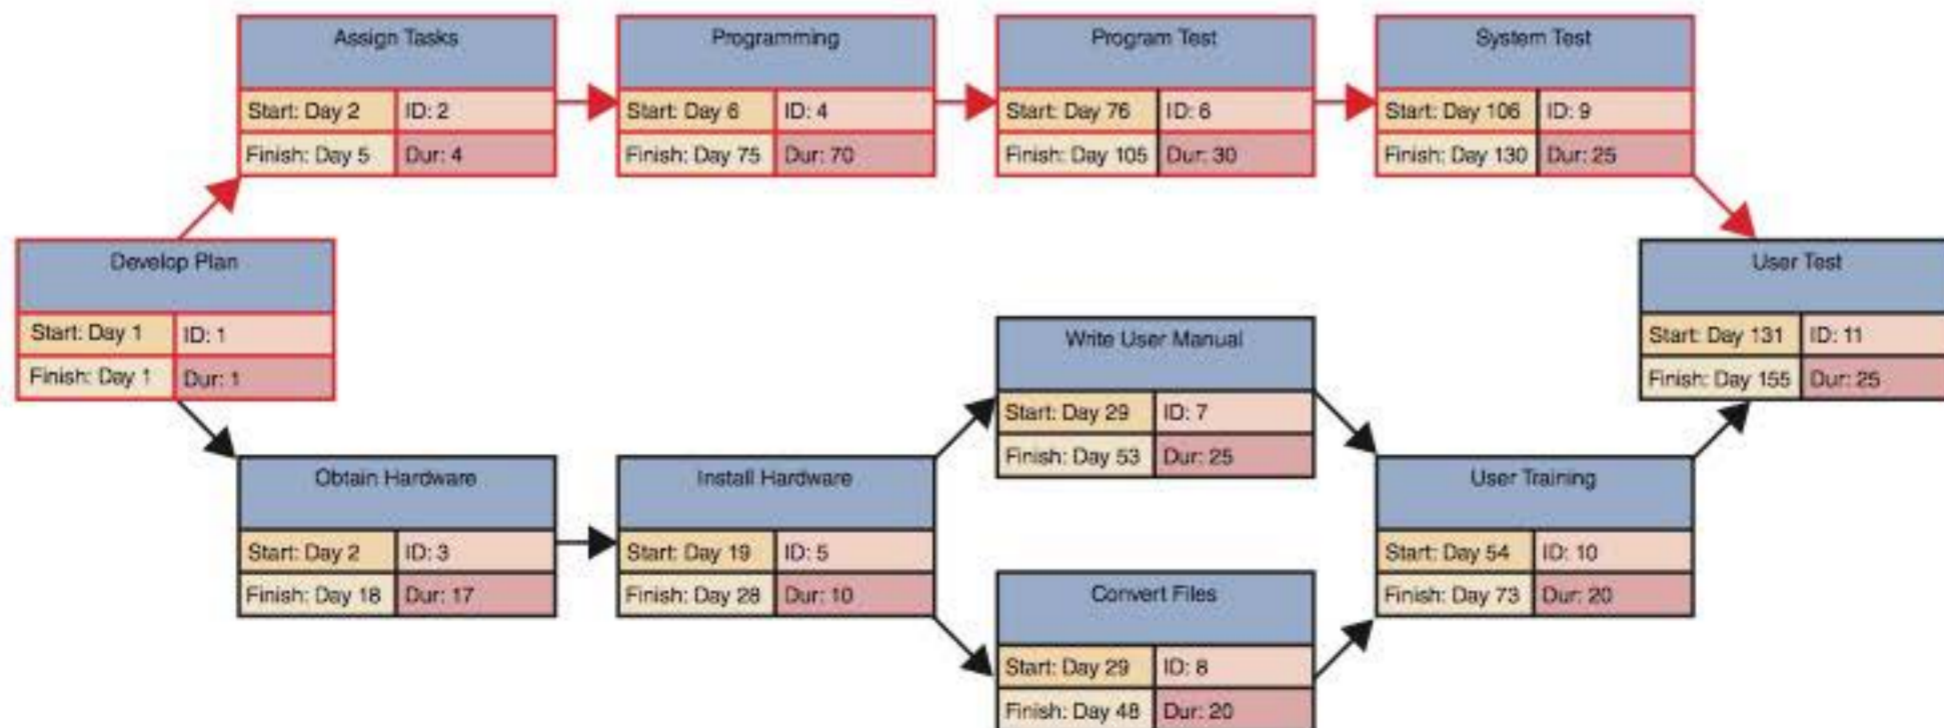 Assign Tasks
Start: Day 2
ID: 2
Finish: Day 5
Dur: 4
Programming
Start: Day 6
ID: 4
Finish: Day 75
Dur: 70
Program Test
Start: Day 76
ID: 6
Finish: Day 105
Dur: 30
System Test
Start: Day 106
ID: 9
Finish: Day 130
Dur: 25
Develop Plan
Start: Day 1
ID: 1
Finish: Day 1
Dur: 1
User Test
Start: Day 131
ID: 11
Finish: Day 155
Dur: 25
Write User Manual
Start: Day 29
ID: 7
Finish: Day 53
Dur: 25
Obtain Hardware
Start: Day 2
ID: 3
Finish: Day 18
Dur: 17
Install Hardware
Start: Day 19
ID: 5
Finish: Day 28
Dur: 10
User Training
Start: Day 54
ID: 10
Finish: Day 73
Dur: 20
Convert Files
Start: Day 29
ID: 8
Finish: Day 48
Dur: 20